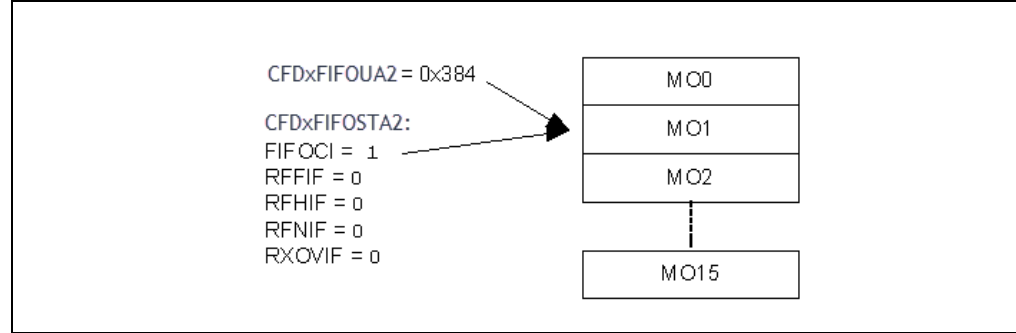 CFDxFIFOUA2 = 0x384
CFDxFIFOSTA2:
FIFOCI = 1
RFFIF = 0
RFHIF = 0
RFNIF = 0
RXOVIF = 0
MO0
MO1
MO2
MO15